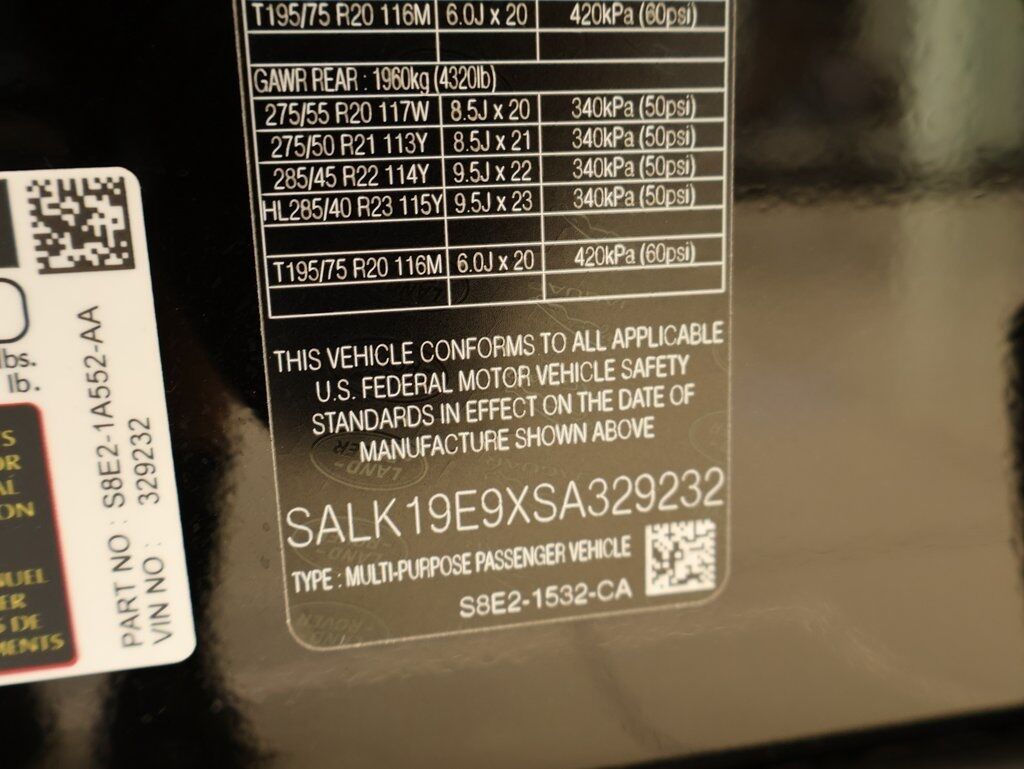 T195/75 R20 116M 6.0J x 20 420kPa (60psi)
GAWR REAR : 1960kg (4320lb)
275/55 R20 117W 8.5J x 20 340kPa (50psi)
275/50 R21 113Y 8.5J x 21 340kPa (50psi)
285/45 R22 114Y 9.5J x 22 340kPa (50psi)
HL285/40 R23 115Y 9.5J x 23 340kPa (50psi)
T195/75 R20 116M 6.0J x 20 420kPa (60psi)
THIS VEHICLE CONFORMS TO ALL APPLICABLE
U.S. FEDERAL MOTOR VEHICLE SAFETY
STANDARDS IN EFFECT ON THE DATE OF
MANUFACTURE SHOWN ABOVE
SALK19E9XSA329232
TYPE : MULTI-PURPOSE PASSENGER VEHICLE
S8E2-1532-CA
PART NO : S8E2-1A552-AA
VIN NO : 329232
lbs.
lb.
DE